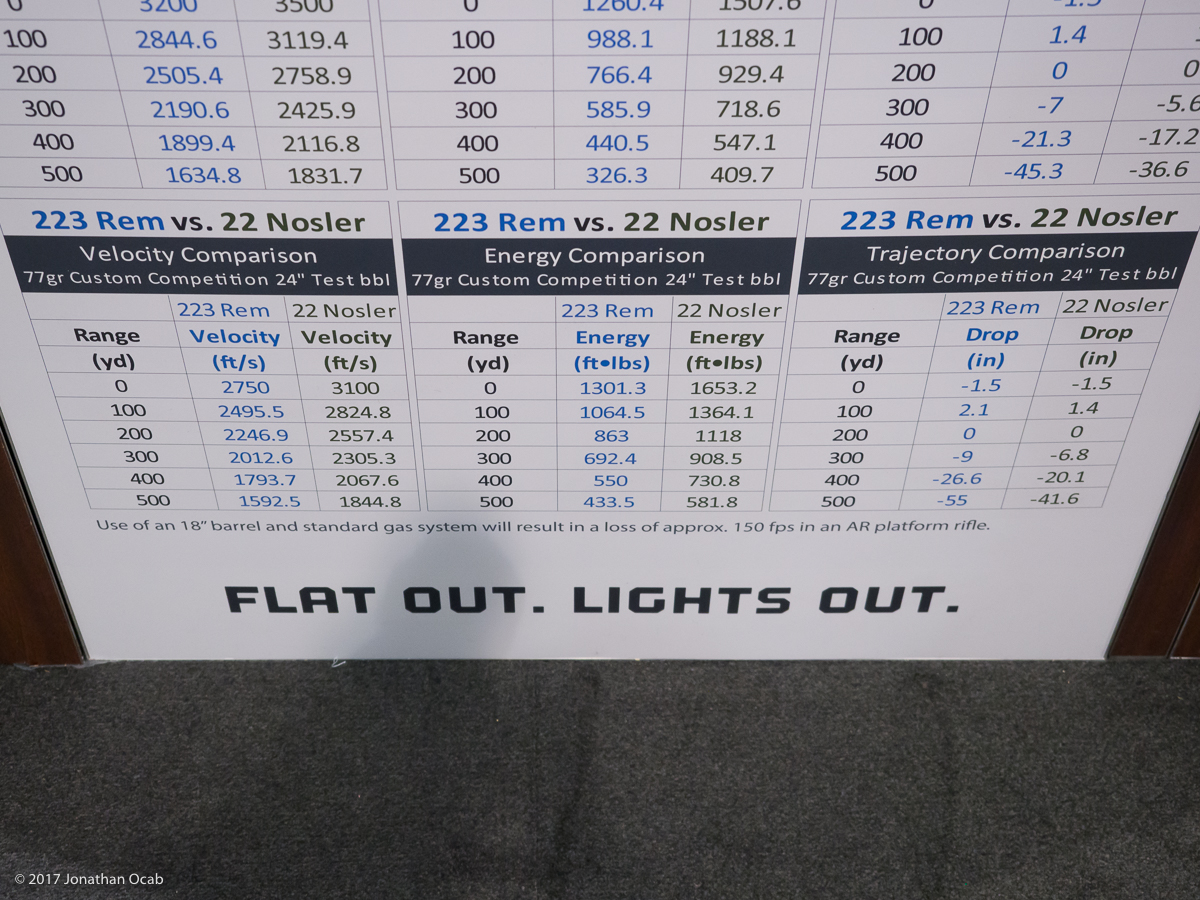 0 3200 3500 0 1260.4 1507.6 0 -1.5
100 2844.6 3119.4 100 988.1 1188.1 100 1.4
200 2505.4 2758.9 200 766.4 929.4 200 0 0
300 2190.6 2425.9 300 585.9 718.6 300 -7 -5.6
400 1899.4 2116.8 400 440.5 547.1 400 -21.3 -17.2
500 1634.8 1831.7 500 326.3 409.7 500 -45.3 -36.6
223 Rem vs. 22 Nosler 223 Rem vs. 22 Nosler 223 Rem vs. 22 Nosler
Velocity Comparison Energy Comparison Trajectory Comparison
77gr Custom Competition 24" Test bbl 77gr Custom Competition 24" Test bbl 77gr Custom Competition 24" Test bbl
223 Rem 22 Nosler 223 Rem 22 Nosler 223 Rem 22 Nosler
Range Velocity Velocity Range Energy Energy Range Drop Drop
(yd) (ft/s) (ft/s) (yd) (ft•lbs) (ft•lbs) (yd) (in) (in)
0 2750 3100 0 1301.3 1653.2 0 -1.5 -1.5
100 2495.5 2824.8 100 1064.5 1364.1 100 2.1 1.4
200 2246.9 2557.4 200 863 1118 200 0 0
300 2012.6 2305.3 300 692.4 908.5 300 -9 -6.8
400 1793.7 2067.6 400 550 730.8 400 -26.6 -20.1
500 1592.5 1844.8 500 433.5 581.8 500 -55 -41.6
Use of an 18" barrel and standard gas system will result in a loss of approx. 150 fps in an AR platform rifle.
FLAT OUT. LIGHTS OUT.
© 2017 Jonathan Ocab